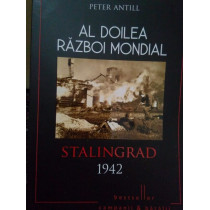 PETER ANTILL
AL DOILEA
RĂZBOI MONDIAL
STALINGRAD
1942